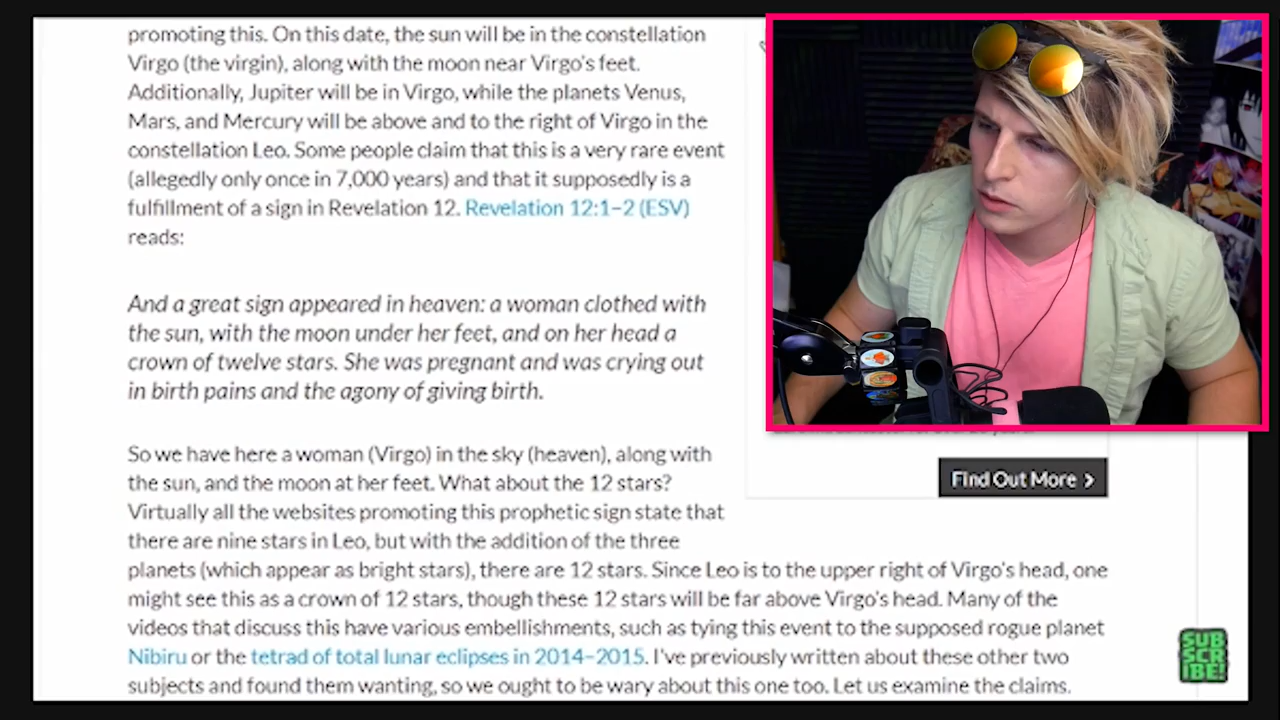 promoting this. On this date, the sun will be in the constellation
Virgo (the virgin), along with the moon near Virgo's feet.
Additionally, Jupiter will be in Virgo, while the planets Venus,
Mars, and Mercury will be above and to the right of Virgo in the
constellation Leo. Some people claim that this is a very rare event
(allegedly only once in 7,000 years) and that it supposedly is a
fulfillment of a sign in Revelation 12. Revelation 12:1–2 (ESV)
reads:
And a great sign appeared in heaven: a woman clothed with
the sun, with the moon under her feet, and on her head a
crown of twelve stars. She was pregnant and was crying out
in birth pains and the agony of giving birth.
So we have here a woman (Virgo) in the sky (heaven), along with
the sun, and the moon at her feet. What about the 12 stars?
Virtually all the websites promoting this prophetic sign state that
there are nine stars in Leo, but with the addition of the three
planets (which appear as bright stars), there are 12 stars. Since Leo is to the upper right of Virgo's head, one
might see this as a crown of 12 stars, though these 12 stars will be far above Virgo's head. Many of the
videos that discuss this have various embellishments, such as tying this event to the supposed rogue planet
Nibiru or the tetrad of total lunar eclipses in 2014–2015. I've previously written about these other two
subjects and found them wanting, so we ought to be wary about this one too. Let us examine the claims.
Find Out More >
SUB
SCR
IBE!